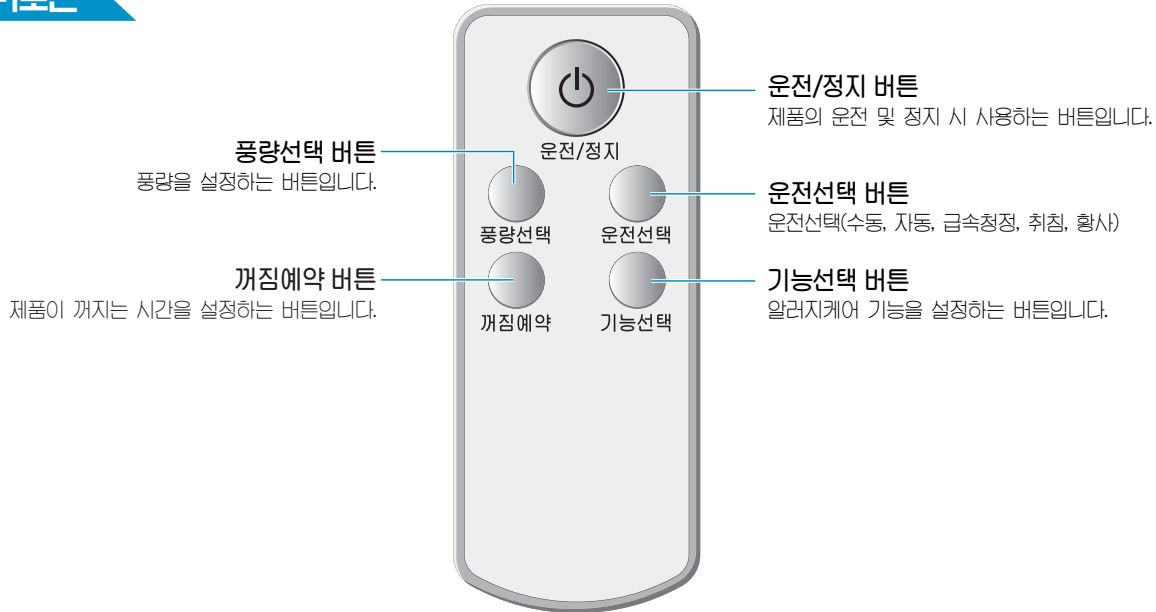 운전/정지 버튼
제품의 운전 및 정지 시 사용하는 버튼입니다.
운전/정지
풍량선택 버튼
풍량을 설정하는 버튼입니다.
운전선택 버튼
운전선택(수동, 자동, 급속청정, 취침, 황사)
풍량선택
운전선택
꺼짐예약 버튼
제품이 꺼지는 시간을 설정하는 버튼입니다.
기능선택 버튼
알러지케어 기능을 설정하는 버튼입니다.
꺼짐예약
기능선택